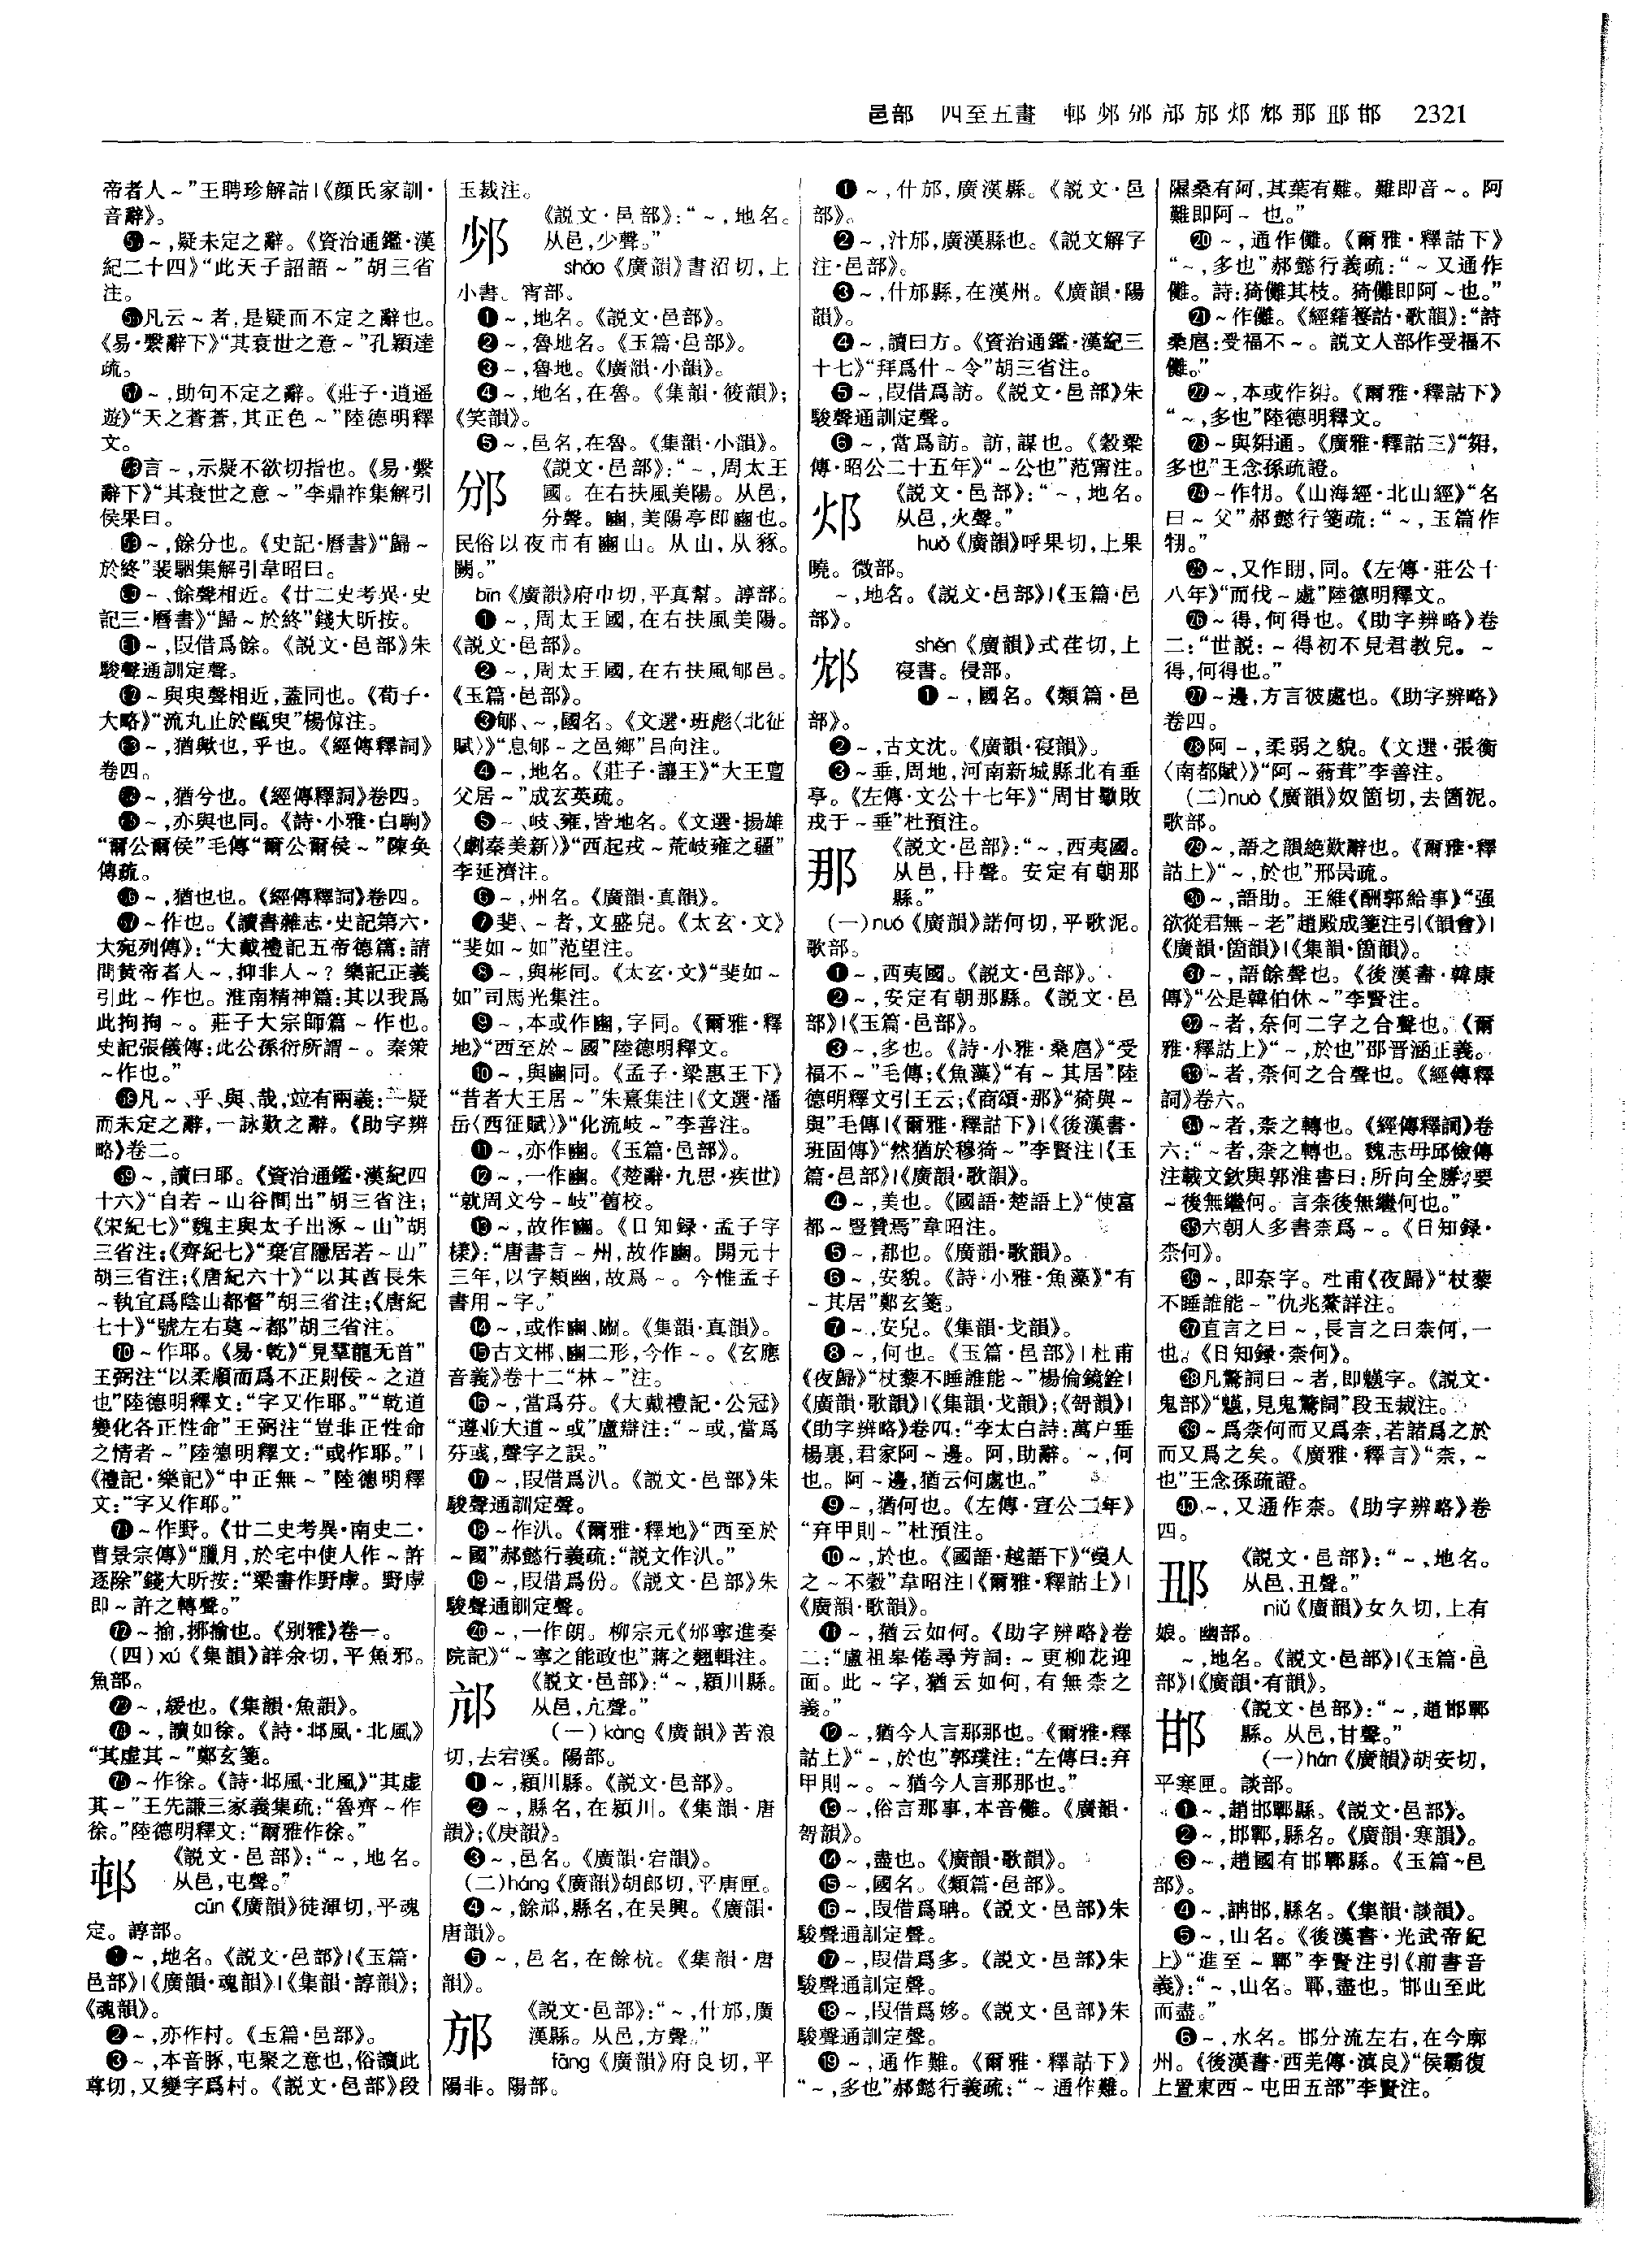 邑部 四至五畫 邨𨙹邠邟邡邩邥那邢邯 2321
帝者人～”王聘珍解詁|《顏氏家訓·
音辭》。
㊺～,疑未定之辭。《資治通鑑·漢
紀二十四》“此天子詔語～”胡三省
注。
凡云～者,是疑而不定之辭也。
《易·繫辭下》“其衰世之意～”孔穎達
疏。
～,助句不定之辭。《莊子·逍遥
遊》“天之蒼蒼,其正色～”陸德明釋
文。
言～,示疑不欲切指也。《易·繫
辭下》“其衰世之意～”李鼎祚集解引
侯果曰。
～,餘分也。《史記·曆書》“歸～
於終”裴駰集解引韋昭曰。
～、餘聲相近。《廿二史考異·史
記三·曆書》“歸～於終”錢大昕按。
～,叚借爲餘。《説文·邑部》朱
駿聲通訓定聲。
～與臾聲相近,蓋同也。《荀子·
大略》“流丸止於甌臾”楊倞注。
～,猶歟也,乎也。《經傳釋詞》
卷四。
～,猶兮也。《經傳釋詞》卷四。
～,亦與也同。《詩·小雅·白駒》
“爾公爾侯”毛傳“爾公爾侯～”陳奂
傳疏。
～,猶也也。《經傳釋詞》卷四。
～作也。《讀書雜志·史記第六·
大宛列傳》:“大戴禮記五帝德篇:請
問黄帝者人～,抑非人～?樂記正義
引此～作也。淮南精神篇:其以我爲
此拘拘～。莊子大宗師篇～作也。
史記張儀傳:此公孫衍所謂～。秦策
～作也。”
凡～、乎、與、哉,竝有兩義:一疑
而未定之辭,一詠歎之辭。《助字辨
略》卷二。
～,讀曰耶。《資治通鑑·漢紀四
十六》“自若～山谷間出”胡三省注;
《宋紀七》“魏主與太子出涿～山”胡
三省注;《齊紀七》“棄官隱居若～山”
胡三省注;《唐紀六十》“以其酋長朱
～執宜爲陰山都督”胡三省注;《唐紀
七十》“號左右莫～都”胡三省注。
～作耶。《易·乾》“見羣龍无首”
王弼注“以柔順而爲不正則佞～之道
也”陸德明釋文:“字又作耶。”“乾道
變化各正性命”王弼注“豈非正性命
之情者～”陸德明釋文:“或作耶。”|
《禮記·樂記》“中正無～”陸德明釋
文:“字又作耶。”
～作野。《廿二史考異·南史二·
曹景宗傳》“臘月,於宅中使人作～許
逐除”錢大昕按:“梁書作野虖。野虖
即～許之轉聲。”
～揄,挪揄也。《别雅》卷一。
(四)xú《集韻》詳余切,平魚邪。
魚部。
～,緩也。《集韻·魚韻》。
～,讀如徐。《詩·邶風·北風》
“其虚其～”鄭玄箋。
～作徐。《詩·邶風·北風》“其虚
其～”王先謙三家義集疏:“魯齊～作
徐。”陸德明釋文:“爾雅作徐。”
邨 《説文·邑部》:“～,地名。
从邑,屯聲。”
cūn《廣韻》徒渾切,平魂
定。諄部。
❶～,地名。《説文·邑部》|《玉篇·
邑部》|《廣韻·魂韻》|《集韻·諄韻》;
《魂韻》。
❷～,亦作村。《玉篇·邑部》。
❸～,本音豚,屯聚之意也,俗讀此
尊切,又變字爲村。《説文·邑部》段
玉裁注。
𨙹 《説文·邑部》:“～,地名。
从邑,少聲。”
shǎo《廣韻》書沼切,上
小書。宵部。
❶～,地名。《説文·邑部》。
❷～,魯地名。《玉篇·邑部》。
❸～,魯地。《廣韻·小韻》。
❹～,地名,在魯。《集韻·筱韻》;
《笑韻》。
❺～,邑名,在魯。《集韻·小韻》。
邠 《説文·邑部》:“～,周太王
國。在右扶風美陽。从邑,
分聲。豳,美陽亭即豳也。
民俗以夜市有豳山。从山,从豩。
闕。”
bīn《廣韻》府巾切,平真幫。諄部。
❶～,周太王國,在右扶風美陽。
《説文·邑部》。
❷～,周太王國,在右扶風郇邑。
《玉篇·邑部》。
❸郇、～,國名。《文選·班彪〈北征
賦〉》“息郇～之邑鄉”吕向注。
❹～,地名。《莊子·讓王》“大王亶
父居～”成玄英疏。
❺～、岐、雍,皆地名。《文選·揚雄
〈劇秦美新〉》“西起戎～荒岐雍之疆”
李延濟注。
❻～,州名。《廣韻·真韻》。
❼斐、～者,文盛皃。《太玄·文》
“斐如～如”范望注。
❽～,與彬同。《太玄·文》“斐如～
如”司馬光集注。
❾～,本或作豳,字同。《爾雅·釋
地》“西至於～國”陸德明釋文。
❿～,與豳同。《孟子·梁惠王下》
“昔者大王居～”朱熹集注|《文選·潘
岳〈西征賦〉》“化流岐～”李善注。
⓫～,亦作豳。《玉篇·邑部》。
⓬～,一作豳。《楚辭·九思·疾世》
“就周文兮～岐”舊校。
⓭～,故作豳。《日知録·孟子字
樣》:“唐書言～州,故作豳。開元十
三年,以字類幽,故爲～。今惟孟子
書用～字。”
⓮～,或作豳、𨛭。《集韻·真韻》。
⓯古文郴、豳二形,今作～。《玄應
音義》卷十二“林～”注。
⓰～,當爲芬。《大戴禮記·公冠》
“遵並大道～或”盧辯注:“～或,當爲
芬彧,聲字之誤。”
⓱～,叚借爲汃。《説文·邑部》朱
駿聲通訓定聲。
⓲～作汃。《爾雅·釋地》“西至於
～國”郝懿行義疏:“説文作汃。”
⓳～,叚借爲份。《説文·邑部》朱
駿聲通訓定聲。
⓴～,一作朗。柳宗元《邠寧進奏
院記》“～寧之能政也”蔣之翹輯注。
邟 《説文·邑部》:“～,潁川縣。
从邑,亢聲。”
(一)kàng《廣韻》苦浪
切,去宕溪。陽部。
❶～,潁川縣。《説文·邑部》。
❷～,縣名,在潁川。《集韻·唐
韻》;《庚韻》。
❸～,邑名。《廣韻·宕韻》。
(二)háng《廣韻》胡郎切,平唐匣。
❹～,餘邟,縣名,在吴興。《廣韻·
唐韻》。
❺～,邑名,在餘杭。《集韻·唐
韻》。
邡 《説文·邑部》:“～,什邡,廣
漢縣。从邑,方聲。”
fāng《廣韻》府良切,平
陽非。陽部。
❶～,什邡,廣漢縣。《説文·邑
部》。
❷～,汁邡,廣漢縣也。《説文解字
注·邑部》。
❸～,什邡縣,在漢州。《廣韻·陽
韻》。
❹～,讀曰方。《資治通鑑·漢紀三
十七》“拜爲什～令”胡三省注。
❺～,叚借爲訪。《説文·邑部》朱
駿聲通訓定聲。
❻～,當爲訪。訪,謀也。《穀梁
傳·昭公二十五年》“～公也”范甯注。
邩 《説文·邑部》:“～,地名。
从邑,火聲。”
huǒ《廣韻》呼果切,上果
曉。微部。
～,地名。《説文·邑部》|《玉篇·邑
部》。
邥 shěn《廣韻》式荏切,上
寑書。侵部。
❶～,國名。《類篇·邑
部》。
❷～,古文沈。《廣韻·寑韻》。
❸～垂,周地,河南新城縣北有垂
亭。《左傳·文公十七年》“周甘歜敗
戎于～垂”杜預注。
那 《説文·邑部》:“～,西夷國。
从邑,冄聲。安定有朝那
縣。”
(一)nuó《廣韻》諾何切,平歌泥。
歌部。
❶～,西夷國。《説文·邑部》。
❷～,安定有朝那縣。《説文·邑
部》|《玉篇·邑部》。
❸～,多也。《詩·小雅·桑扈》“受
福不～”毛傳;《魚藻》“有～其居”陸
德明釋文引王云;《商頌·那》“猗與～
與”毛傳|《爾雅·釋詁下》|《後漢書·
班固傳》“然猶於穆猗～”李賢注|《玉
篇·邑部》|《廣韻·歌韻》。
❹～,美也。《國語·楚語上》“使富
都～豎贊焉”韋昭注。
❺～,都也。《廣韻·歌韻》。
❻～,安貌。《詩·小雅·魚藻》“有
～其居”鄭玄箋。
❼～,安皃。《集韻·戈韻》。
❽～,何也。《玉篇·邑部》|杜甫
《夜歸》“杖藜不睡誰能～”楊倫鏡銓|
《廣韻·歌韻》|《集韻·戈韻》;《哿韻》|
《助字辨略》卷四:“李太白詩:萬户垂
楊裏,君家阿～邊。阿,助辭。～,何
也。阿～邊,猶云何處也。”
❾～,猶何也。《左傳·宣公二年》
“弃甲則～”杜預注。
❿～,於也。《國語·越語下》“吳人
之～不穀”韋昭注|《爾雅·釋詁上》|
《廣韻·歌韻》。
⓫～,猶云如何。《助字辨略》卷
二:“盧祖皋倦尋芳詞:～更柳花迎
面。此～字,猶云如何,有無柰之
義。”
⓬～,猶今人言那那也。《爾雅·釋
詁上》“～,於也”郭璞注:“左傳曰:弃
甲則～。～猶今人言那那也。”
⓭～,俗言那事,本音儺。《廣韻·
哿韻》。
⓮～,盡也。《廣韻·歌韻》。
⓯～,國名。《類篇·邑部》。
⓰～,叚借爲聃。《説文·邑部》朱
駿聲通訓定聲。
⓱～,叚借爲多。《説文·邑部》朱
駿聲通訓定聲。
⓲～,叚借爲姼。《説文·邑部》朱
駿聲通訓定聲。
⓳～,通作難。《爾雅·釋詁下》
“～,多也”郝懿行義疏:“～通作難。
隰桑有阿,其葉有難。難即音～。阿
難即阿～也。”
⓴～,通作儺。《爾雅·釋詁下》
“～,多也”郝懿行義疏:“～又通作
儺。詩:猗儺其枝。猗儺即阿～也。”
㉑～作儺。《經籍籑詁·歌韻》:“詩
桑扈:受福不～。説文人部作受福不
儺。”
㉒～,本或作𨚗。《爾雅·釋詁下》
“～,多也”陸德明釋文。
㉓～與𦚧通。《廣雅·釋詁三》“𦚧,
多也”王念孫疏證。
㉔～作𤘽。《山海經·北山經》“名
曰～父”郝懿行箋疏:“～,玉篇作
𤘽。”
㉕～,又作𦕈,同。《左傳·莊公十
八年》“而伐～處”陸德明釋文。
㉖～得,何得也。《助字辨略》卷
二:“世説:～得初不見君教兒。～
得,何得也。”
㉗～邊,方言彼處也。《助字辨略》
卷四。
㉘阿～,柔弱之貌。《文選·張衡
〈南都賦〉》“阿～蓊茸”李善注。
(二)nuò《廣韻》奴箇切,去箇泥。
歌部。
㉙～,語之韻絶歎辭也。《爾雅·釋
詁上》“～,於也”邢昺疏。
㉚～,語助。王維《酬郭給事》“强
欲從君無～老”趙殿成箋注引《韻會》|
《廣韻·箇韻》|《集韻·箇韻》。
㉛～,語餘聲也。《後漢書·韓康
傳》“公是韓伯休～”李賢注。
㉜～者,奈何二字之合聲也。《爾
雅·釋詁上》“～,於也”邵晋涵正義。
㉝～者,柰何之合聲也。《經傳釋
詞》卷六。
㉞～者,柰之轉也。《經傳釋詞》卷
六:“～者,柰之轉也。魏志毋邱儉傳
注載文欽與郭淮書曰:所向全勝,要
～後無繼何。言柰後無繼何也。”
㉟六朝人多書柰爲～。《日知録·
柰何》。
㊱～,即奈字。杜甫《夜歸》“杖藜
不睡誰能～”仇兆鰲詳注。
㊲直言之曰～,長言之曰柰何,一
也。《日知録·柰何》。
㊳凡驚詞曰～者,即𩴏字。《説文·
鬼部》“𩴏,見鬼驚詞”段玉裁注。
㊴～爲柰何而又爲柰,若諸爲之於
而又爲之矣。《廣雅·釋言》“柰,～
也”王念孫疏證。
㊵～,又通作柰。《助字辨略》卷
四。
《説文·邑部》:“～,地名。
从邑,丑聲。”
niǔ《廣韻》女久切,上有
娘。幽部。
～,地名。《説文·邑部》|《玉篇·邑
部》|《廣韻·有韻》。
邯 《説文·邑部》:“～,趙邯鄲
縣。从邑,甘聲。”
(一)hán《廣韻》胡安切,
平寒匣。談部。
❶～,趙邯鄲縣。《説文·邑部》。
❷～,邯鄲,縣名。《廣韻·寒韻》。
❸～,趙國有邯鄲縣。《玉篇·邑
部》。
❹～,䛁邯,縣名。《集韻·談韻》。
❺～,山名。《後漢書·光武帝紀
上》“進至～鄲”李賢注引《前書音
義》:“～,山名。鄲,盡也。邯山至此
而盡。”
❻～,水名。邯分流左右,在今廓
州。《後漢書·西羌傳·滇良》“侯霸復
上置東西～屯田五部”李賢注。